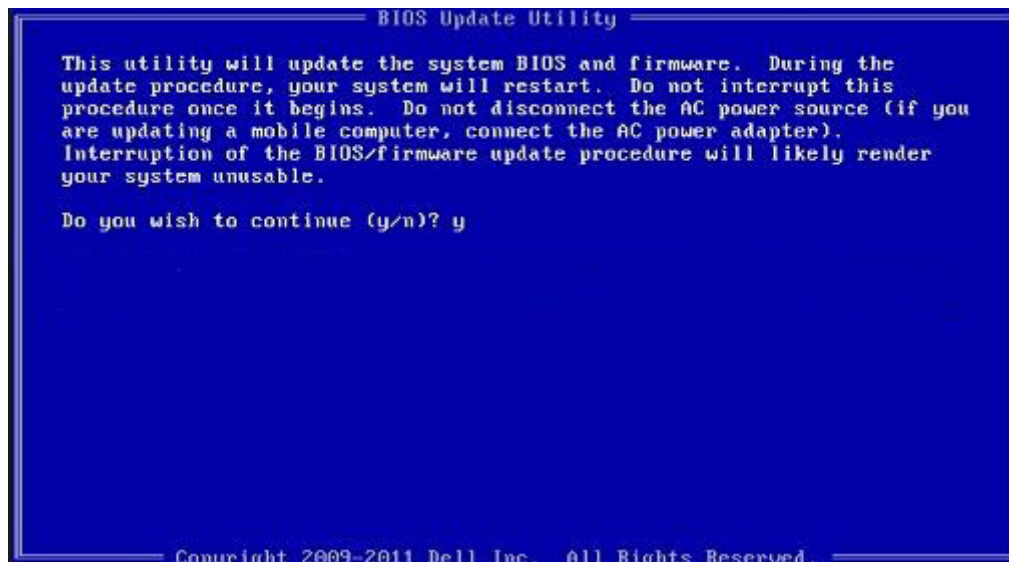 BIOS Update Utility
This utility will update the system BIOS and firmware. During the
update procedure, your system will restart. Do not interrupt this
procedure once it begins. Do not disconnect the AC power source (if you
are updating a mobile computer, connect the AC power adapter).
Interruption of the BIOS/firmware update procedure will likely render
your system unusable.
Do you wish to continue (y/n)? y
Copyright 2009-2011 Dell Inc. All Rights Reserved.